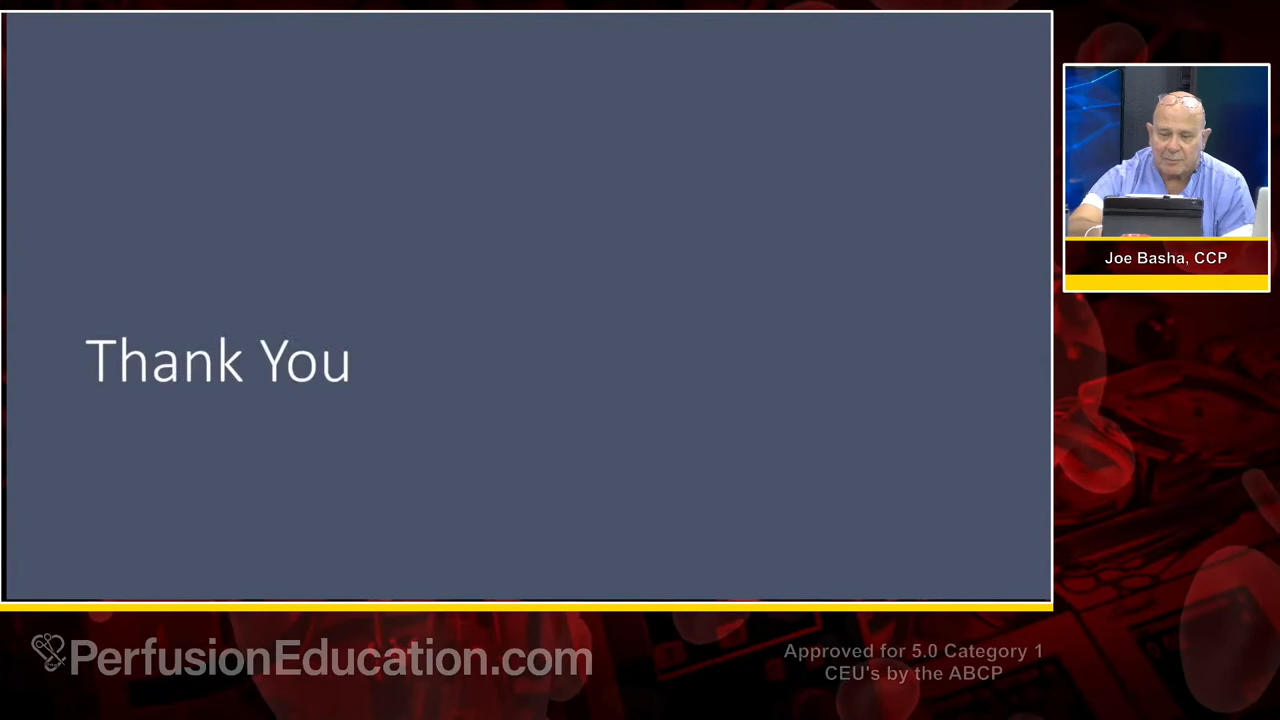 Thank You
Joe Basha, CCP
PerfusionEducation.com
Approved for 5.0 Category 1
CEU's by the ABCP